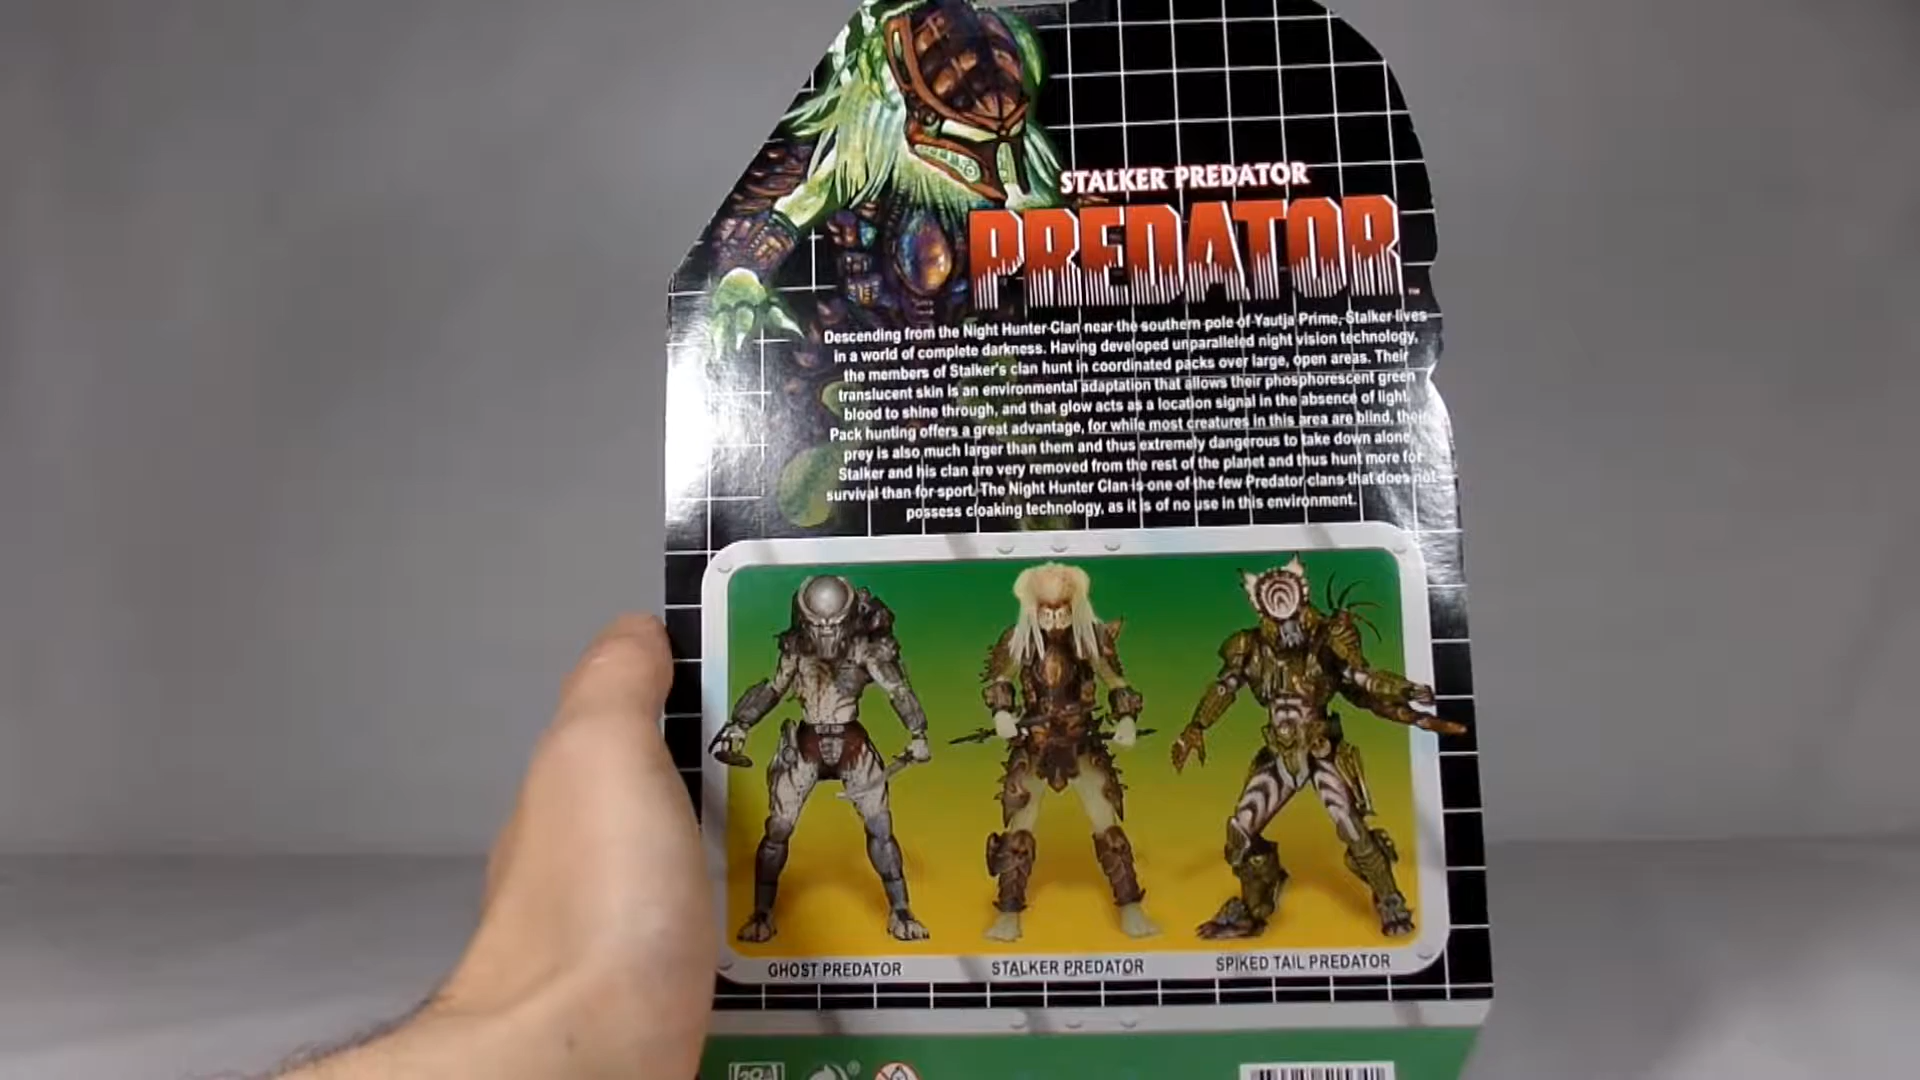 STALKER PREDATOR
PREDATOR
Descending from the Night Hunter Clan near the southern pole of Yautja Prime, Stalker lives
in a world of complete darkness. Having developed unparalleled night vision technology,
the members of Stalker's clan hunt in coordinated packs over large, open areas. Their
translucent skin is an environmental adaptation that allows their phosphorescent green
blood to shine through, and that glow acts as a location signal in the absence of light.
Pack hunting offers a great advantage, for while most creatures in this area are blind, their
prey is also much larger than them and thus extremely dangerous to take down alone.
Stalker and his clan are very removed from the rest of the planet and thus hunt more for
survival than for sport. The Night Hunter Clan is one of the few Predator clans that does not
possess cloaking technology, as it is of no use in this environment.
GHOST PREDATOR
STALKER PREDATOR
SPIKED TAIL PREDATOR